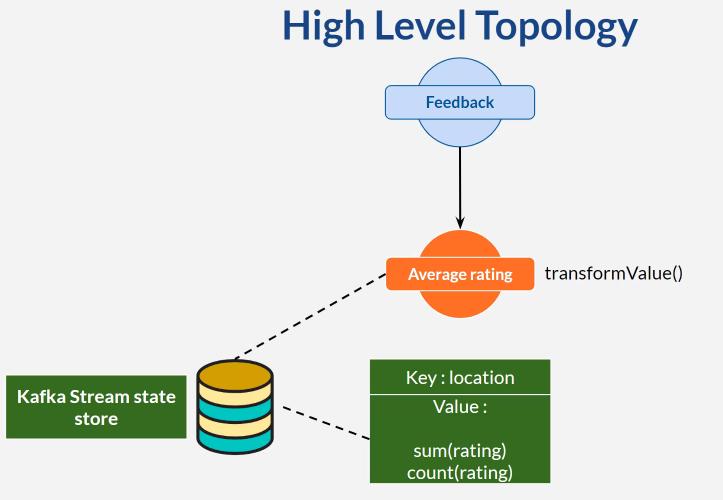 High Level Topology
Feedback
Average rating
transformValue()
Kafka Stream state
store
Key : location
Value :
sum(rating)
count(rating)